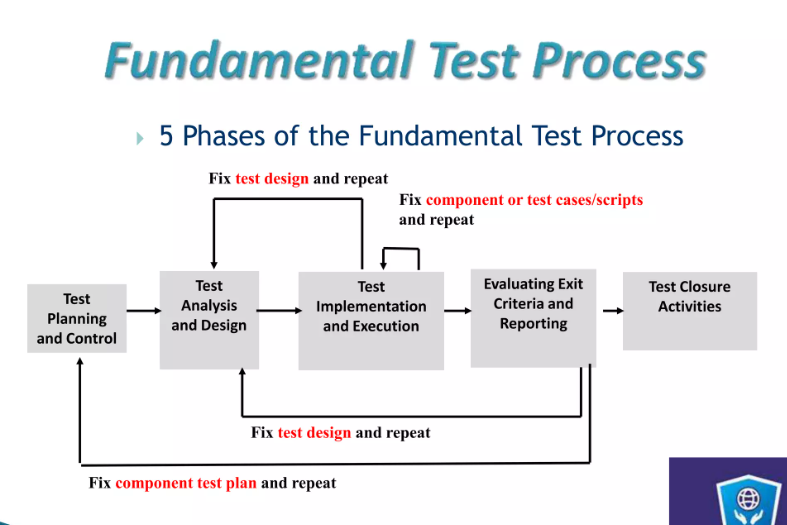 Fundamental Test Process
5 Phases of the Fundamental Test Process
Fix test design and repeat
Fix component or test cases/scripts
and repeat
Test
Planning
and Control
Test
Analysis
and Design
Test
Implementation
and Execution
Evaluating Exit
Criteria and
Reporting
Test Closure
Activities
Fix test design and repeat
Fix component test plan and repeat